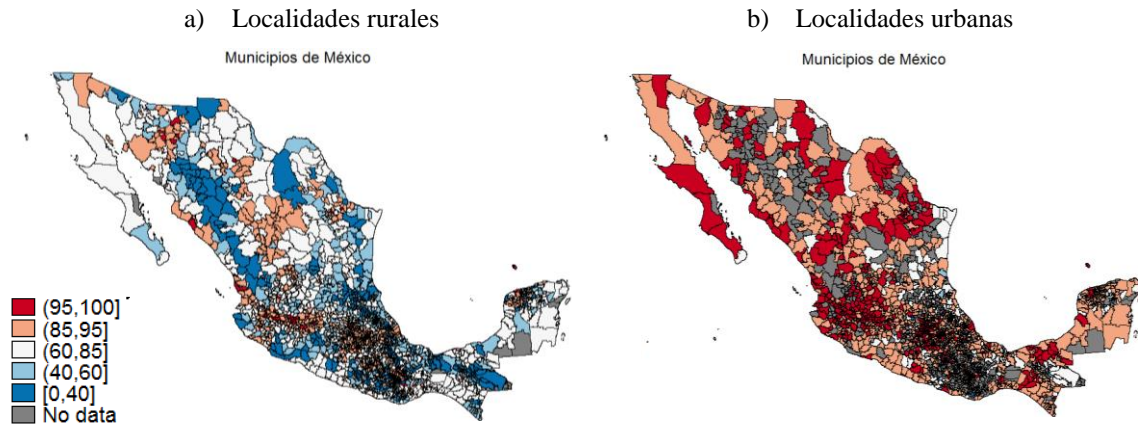 a) Localidades rurales
Municipios de México
(95,100]
(85,95]
(60,85]
(40,60]
[0,40]
No data
b) Localidades urbanas
Municipios de México